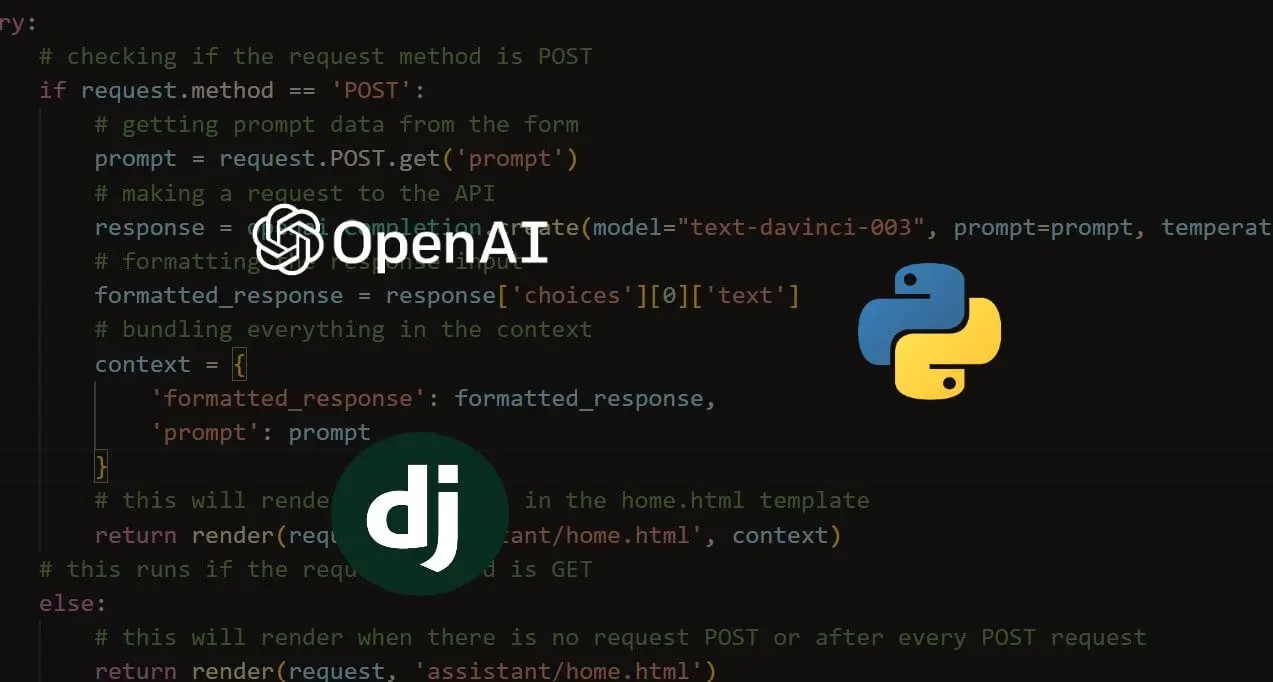 ry:
# checking if the request method is POST
if request.method == 'POST':
# getting prompt data from the form
prompt = request.POST.get('prompt')
# making a request to the API
response = completion create(model="text-davinci-003", prompt=prompt, temperat
OpenAI
# formatting response input
formatted_response = response['choices'][0]['text']
# bundling everything in the context
context = {
'formatted_response': formatted_response,
'prompt': prompt
}
dj
# this will rende in the home.html template
return render(requ tant/home.html', context)
# this runs if the requ d is GET
else:
# this will render when there is no request POST or after every POST request
return render(request, 'assistant/home.html')